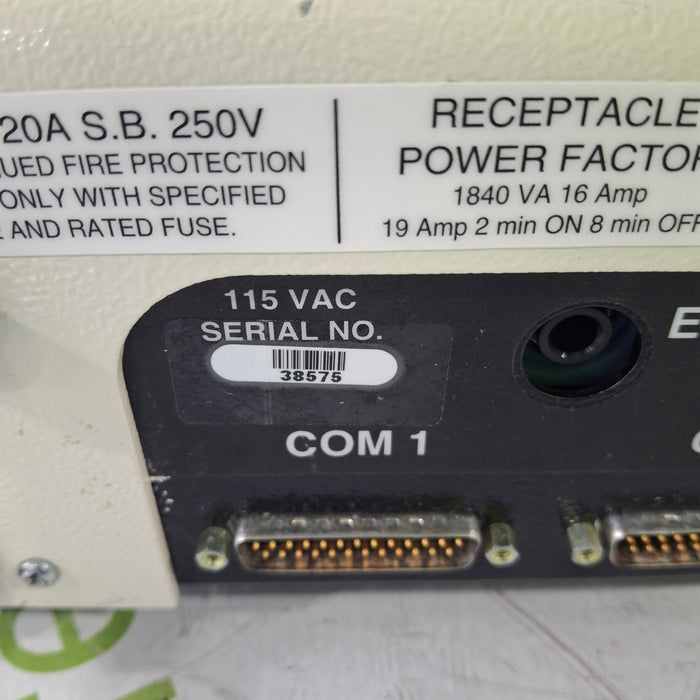 20A S.B. 250V
UED FIRE PROTECTION
ONLY WITH SPECIFIED
AND RATED FUSE.
RECEPTACLE
POWER FACTOR
1840 VA 16 Amp
19 Amp 2 min ON 8 min OFF
115 VAC
SERIAL NO.
38575
COM 1
E